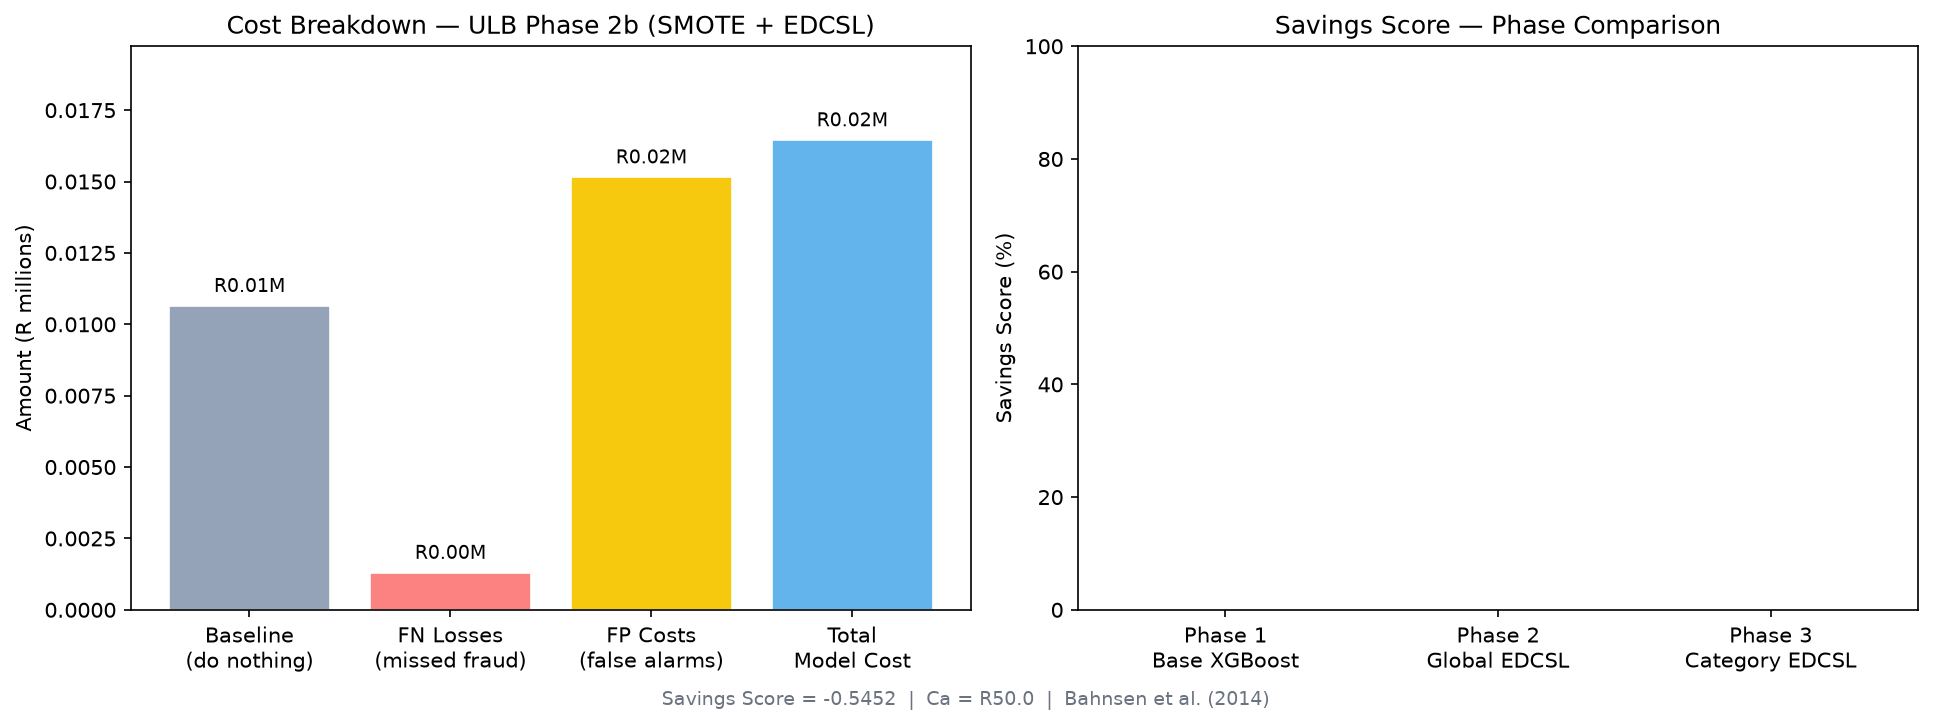 Cost Breakdown — ULB Phase 2b (SMOTE + EDCSL)
Amount (R millions)
0.0175
0.0150
0.0125
0.0100
0.0075
0.0050
0.0025
0.0000
R0.01M
R0.00M
R0.02M
R0.02M
Baseline
(do nothing)
FN Losses
(missed fraud)
FP Costs
(false alarms)
Total
Model Cost
Savings Score — Phase Comparison
Savings Score (%)
100
80
60
40
20
0
Phase 1
Base XGBoost
Phase 2
Global EDCSL
Phase 3
Category EDCSL
Savings Score = -0.5452 | Ca = R50.0 | Bahnsen et al. (2014)